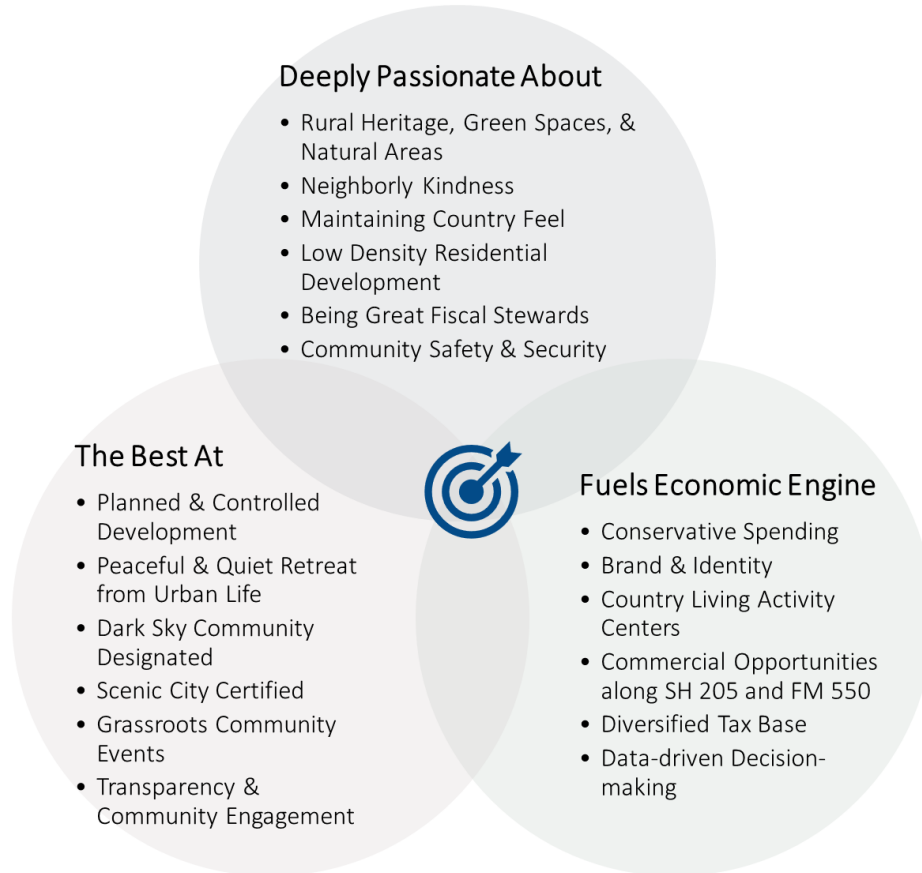 Deeply Passionate About
• Rural Heritage, Green Spaces, &
Natural Areas
• Neighborly Kindness
• Maintaining Country Feel
• Low Density Residential
Development
• Being Great Fiscal Stewards
• Community Safety & Security
The Best At
• Planned & Controlled
Development
• Peaceful & Quiet Retreat
from Urban Life
• Dark Sky Community
Designated
• Scenic City Certified
• Grassroots Community
Events
• Transparency &
Community Engagement
Fuels Economic Engine
• Conservative Spending
• Brand & Identity
• Country Living Activity
Centers
• Commercial Opportunities
along SH 205 and FM 550
• Diversified Tax Base
• Data-driven Decision-
making